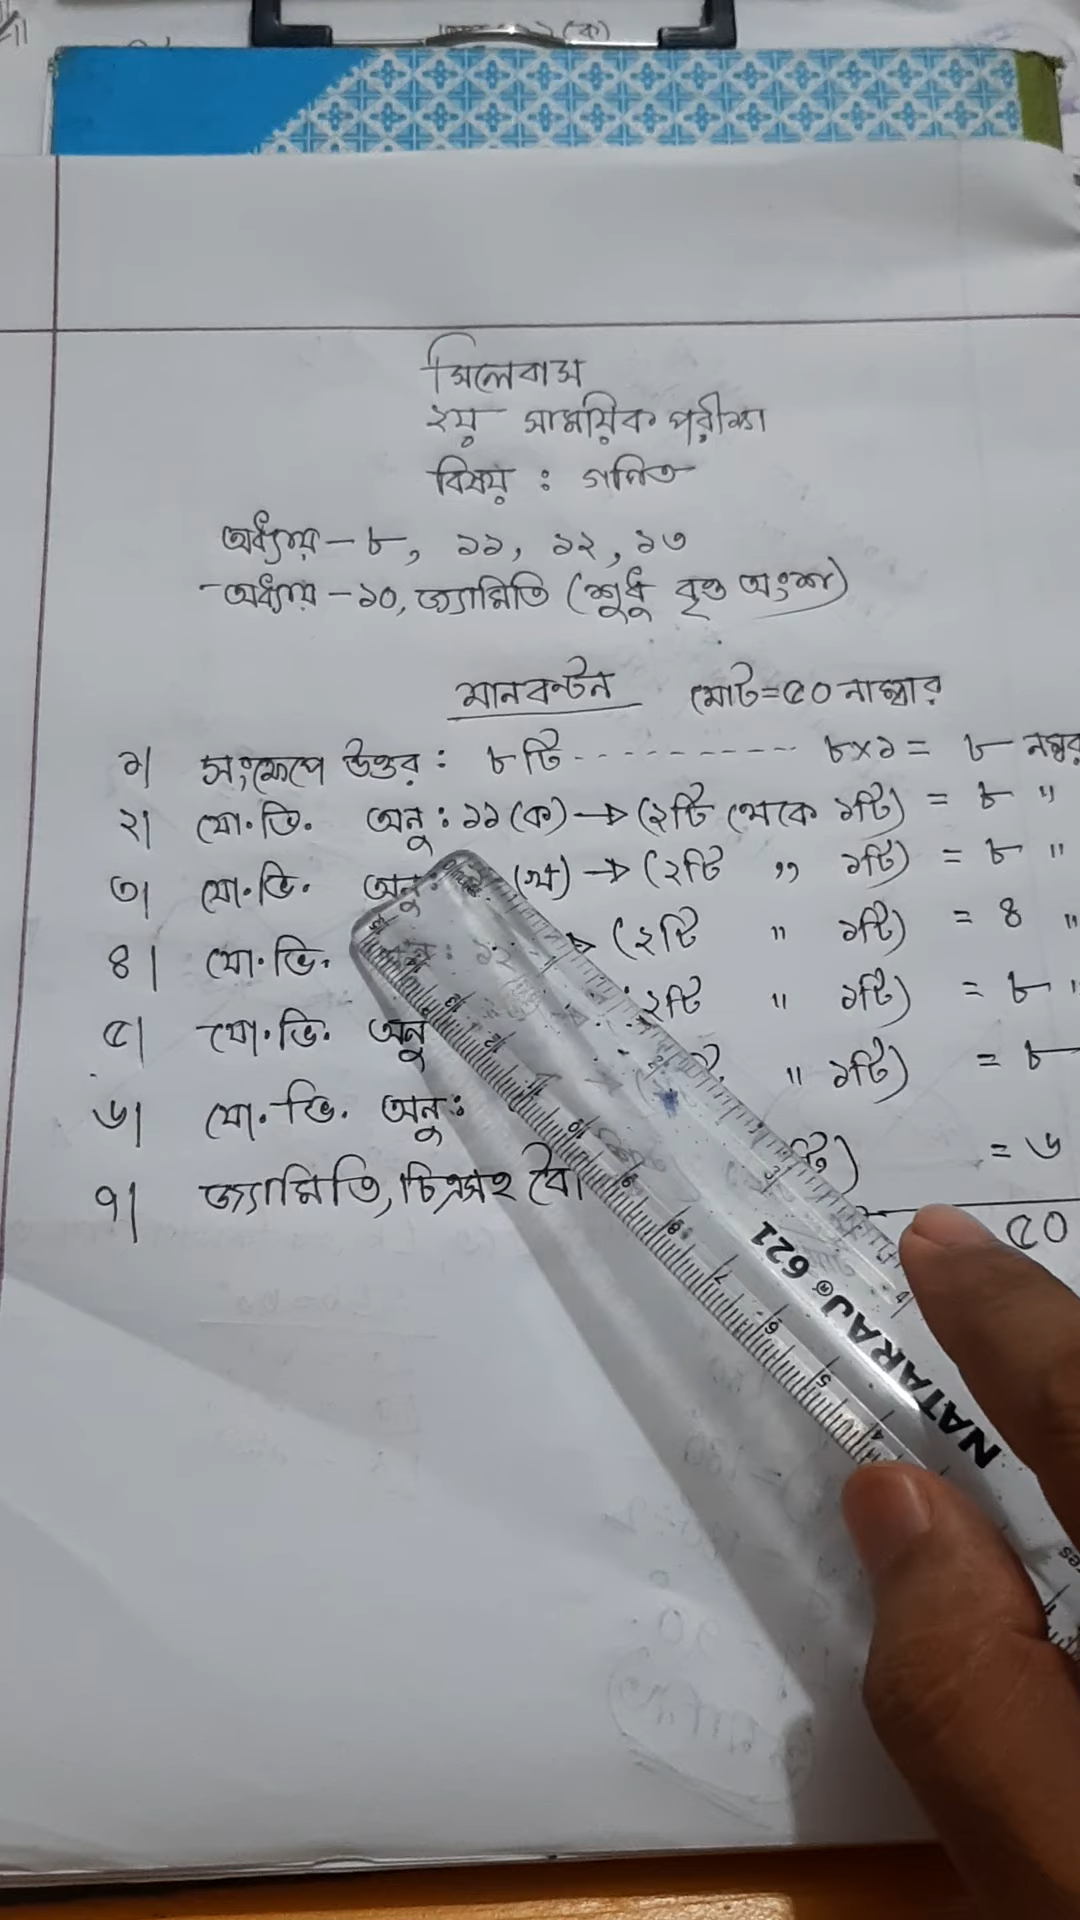 সিলেবাস
২য় সাময়িক পরীক্ষা
বিষয় : গনিত
অধ্যায় - ৮, ১১, ১২, ১৩
অধ্যায় - ১০, জ্যামিতি (শুধু বৃত্ত অংশ)
মানবন্টন মোট=৫০ নাম্বার
১। সংক্ষেপে উত্তর : ৮টি - - - - - - - - - - - ৮×১ = ৮ নম্বর
২। যো.ভি. অনু : ১১ (ক) → (২টি থেকে ১টি) = ৮ "
৩। যো.ভি. অনু: (খ) → (২টি ,, ১টি) = ৮ "
৪। যো.ভি. ১২ (২টি " ১টি) = ৪ "
৫। যো.ভি. অনু ২টি " ১টি) = ৮ "
৬। যো.ভি. অনু : " ১টি) = ৮
৭। জ্যামিতি, চিত্রসহ বৈ টি) = ৬
৫০
NATARAJ® 621